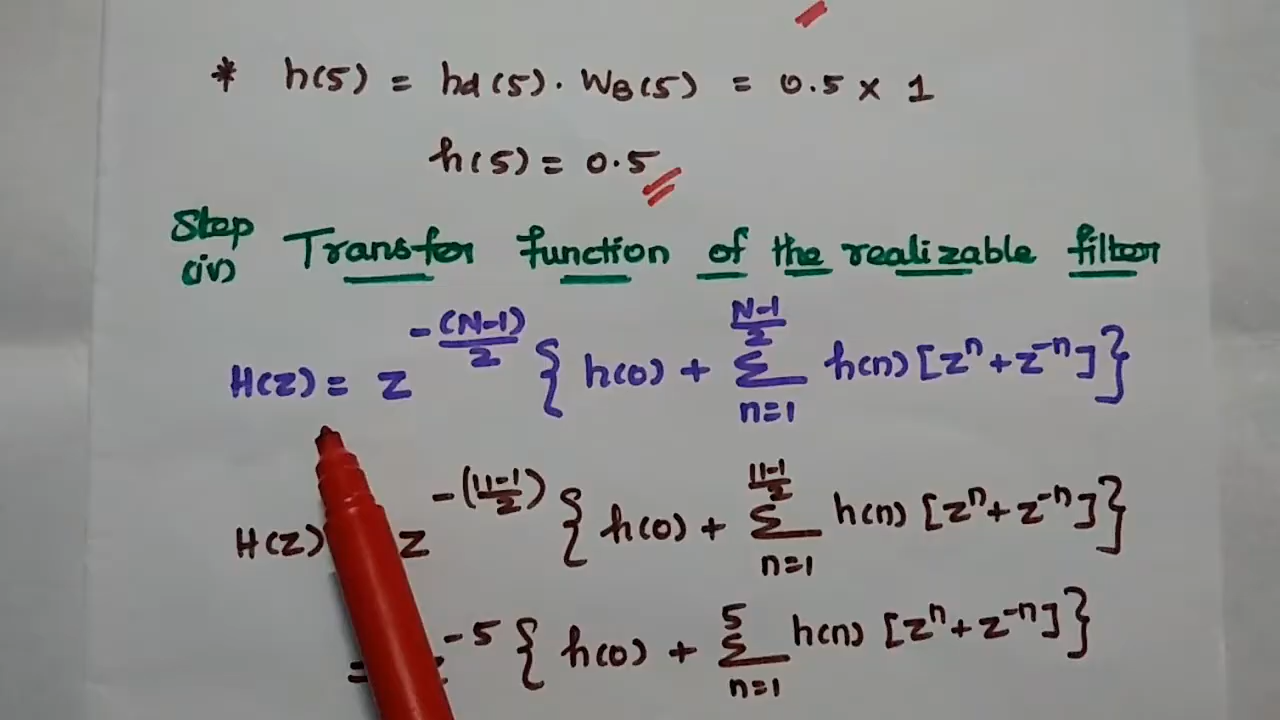 * h(5) = hd(5). WB(5) = 0.5 × 1
h(5) = 0.5
Step (iv) Transfer function of the realizable filter
H(z) = z^{-(N-1)/2} { h(0) + Σ_{n=1}^{(N-1)/2} h(n) [z^n + z^{-n}] }
H(z) z^{-((11-1)/2)} { h(0) + Σ_{n=1}^{(11-1)/2} h(n) [z^n + z^{-n}] }
= z^{-5} { h(0) + Σ_{n=1}^{5} h(n) [z^n + z^{-n}] }